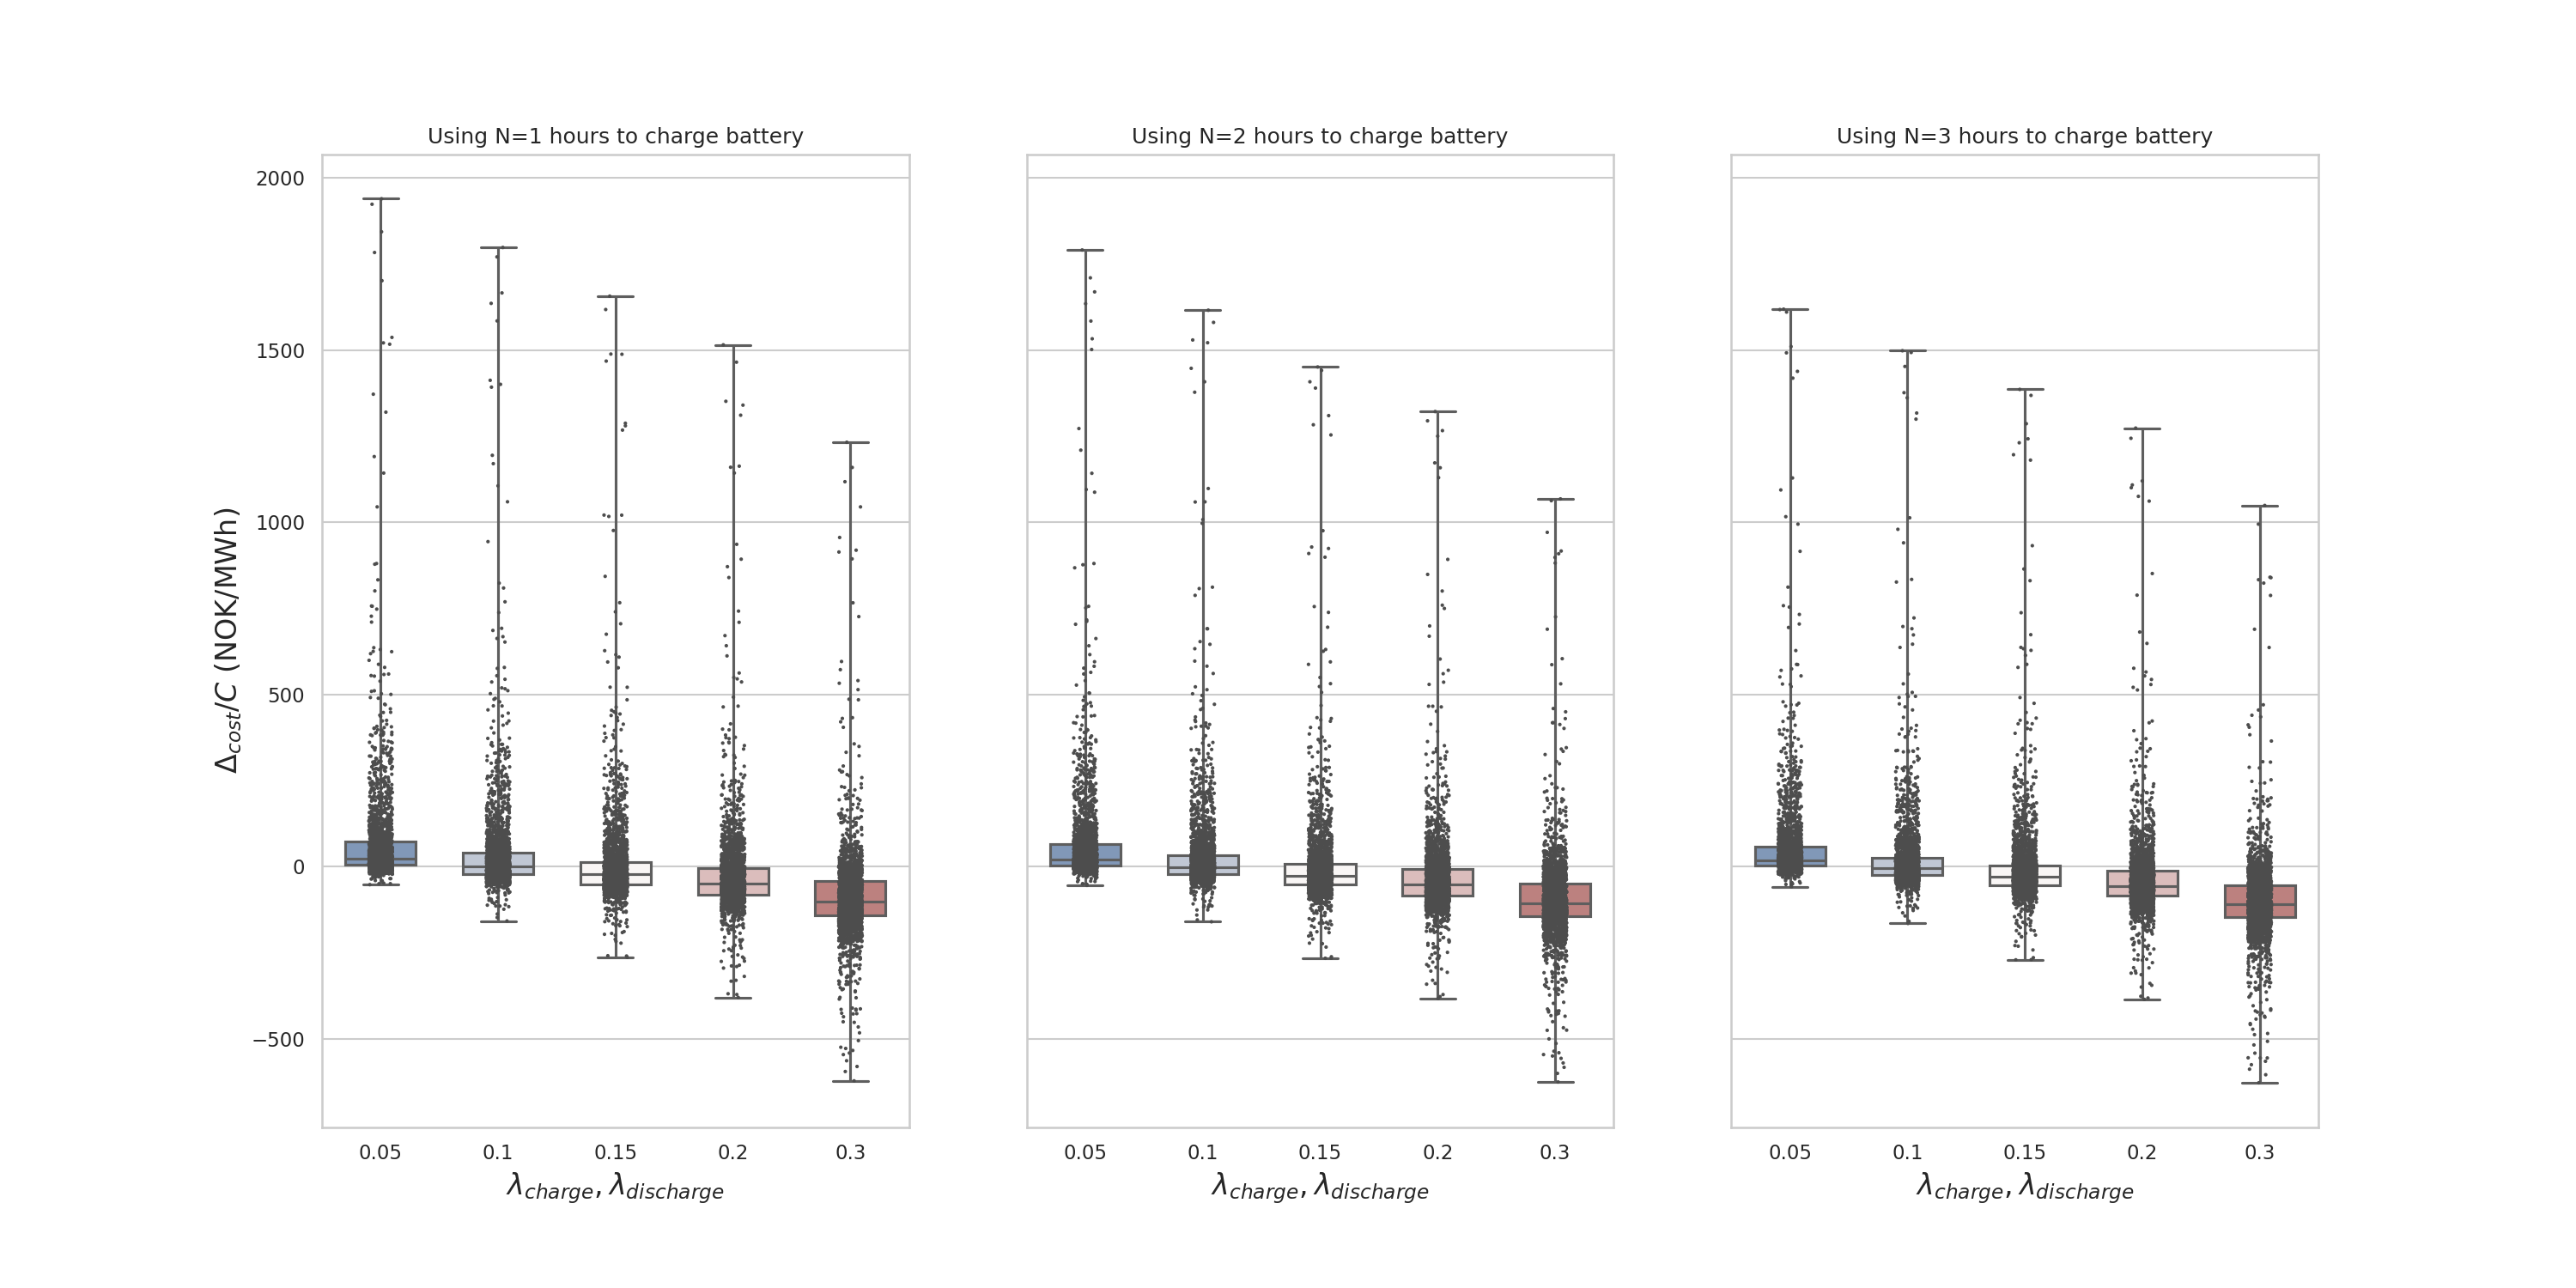 Using N=1 hours to charge battery
Using N=2 hours to charge battery
Using N=3 hours to charge battery
Δcost/C (NOK/MWh)
2000
1500
1000
500
0
−500
0.05 0.1 0.15 0.2 0.3
0.05 0.1 0.15 0.2 0.3
0.05 0.1 0.15 0.2 0.3
λcharge, λdischarge
λcharge, λdischarge
λcharge, λdischarge